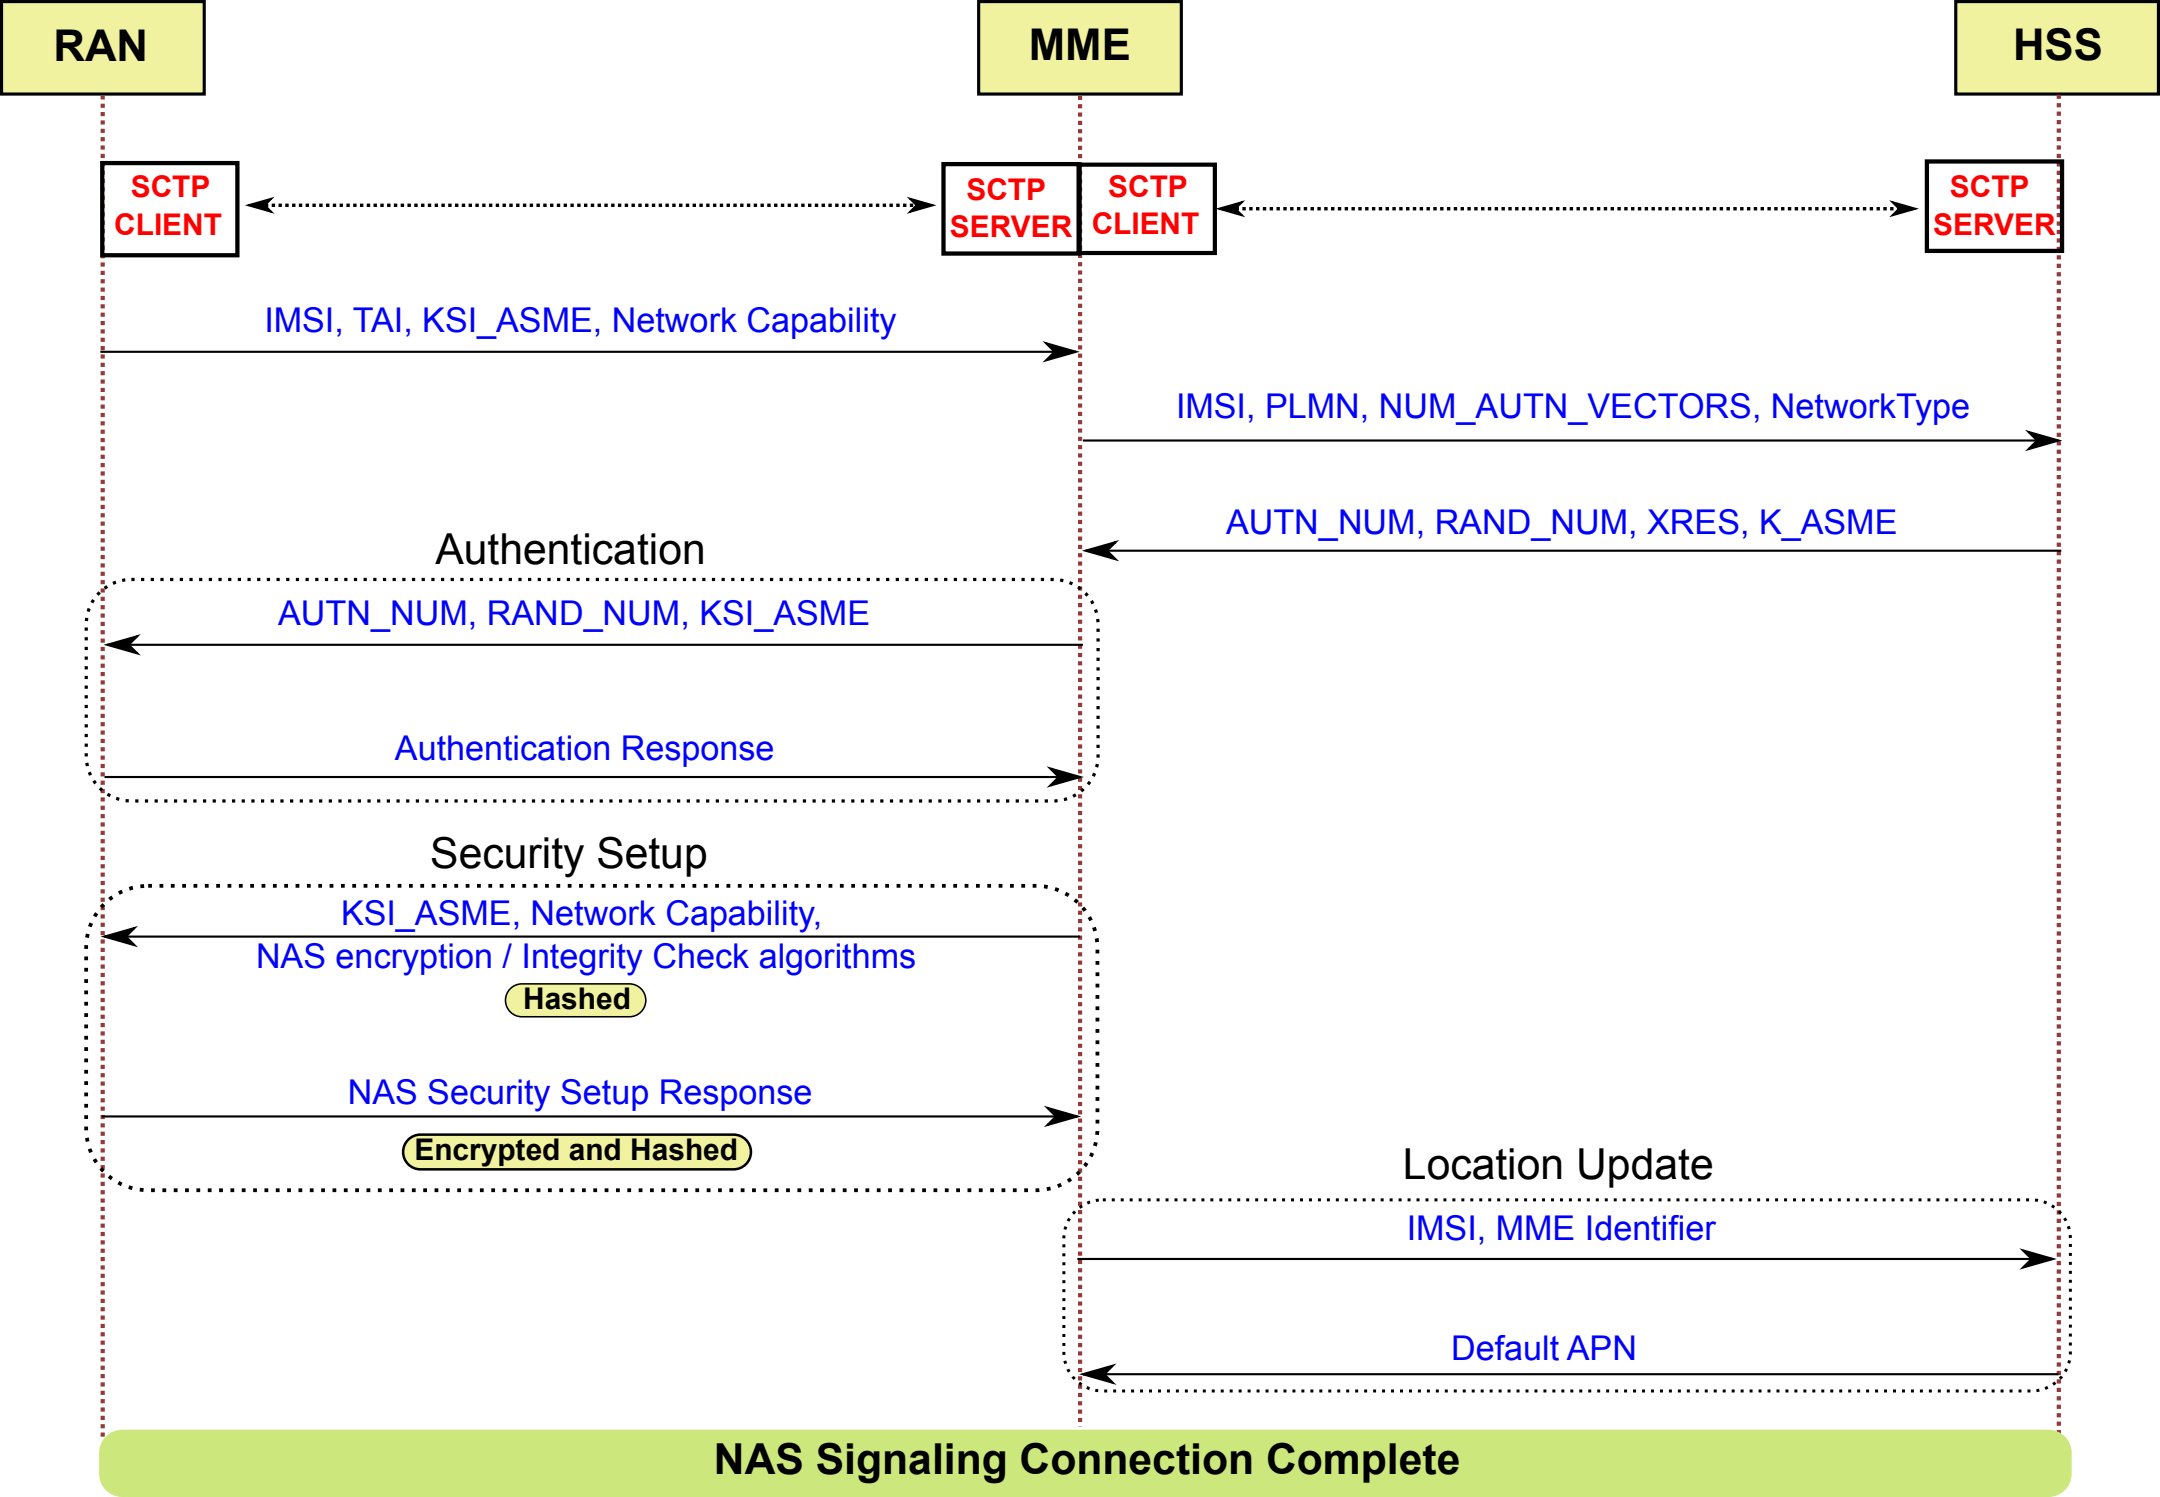 RAN
MME
HSS
SCTP
CLIENT
SCTP
SERVER
SCTP
CLIENT
SCTP
SERVER
IMSI, TAI, KSI_ASME, Network Capability
IMSI, PLMN, NUM_AUTN_VECTORS, NetworkType
AUTN_NUM, RAND_NUM, XRES, K_ASME
Authentication
AUTN_NUM, RAND_NUM, KSI_ASME
Authentication Response
Security Setup
KSI_ASME, Network Capability,
NAS encryption / Integrity Check algorithms
Hashed
NAS Security Setup Response
Encrypted and Hashed
Location Update
IMSI, MME Identifier
Default APN
NAS Signaling Connection Complete